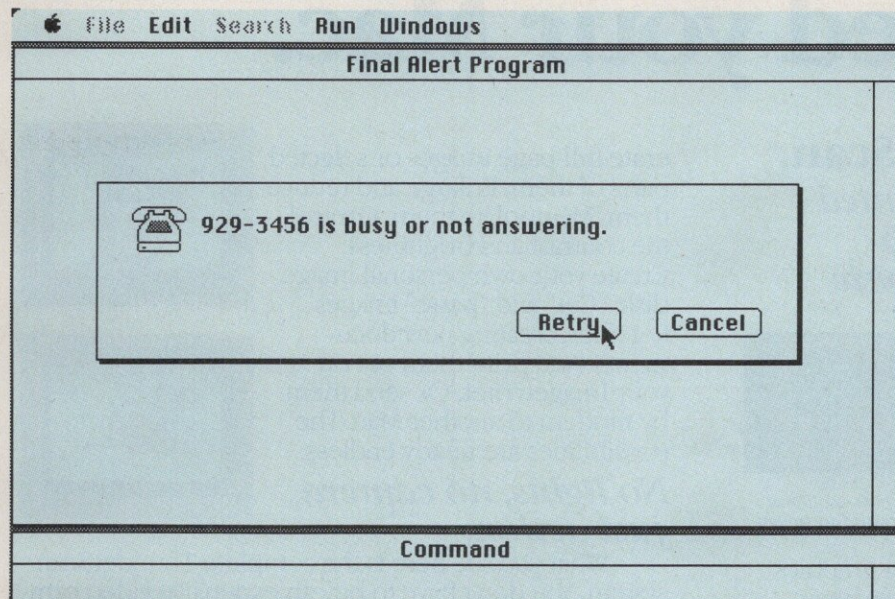 File Edit Search Run Windows
Final Alert Program
929-3456 is busy or not answering.
Retry Cancel
Command